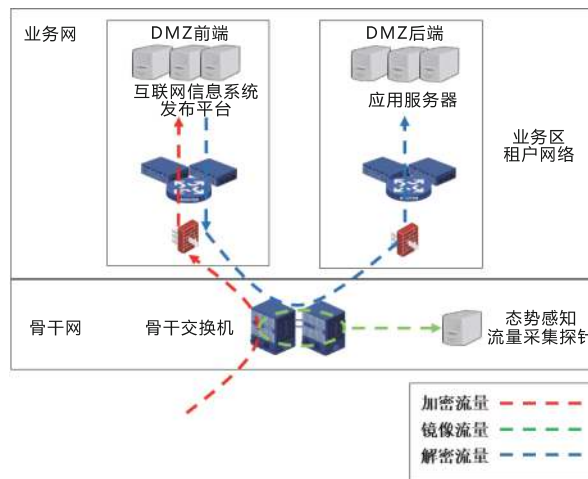 业务网
DMZ前端
DMZ后端
互联网信息系统
发布平台
应用服务器
业务区
租户网络
骨干网
骨干交换机
态势感知
流量采集探针
加密流量
镜像流量
解密流量